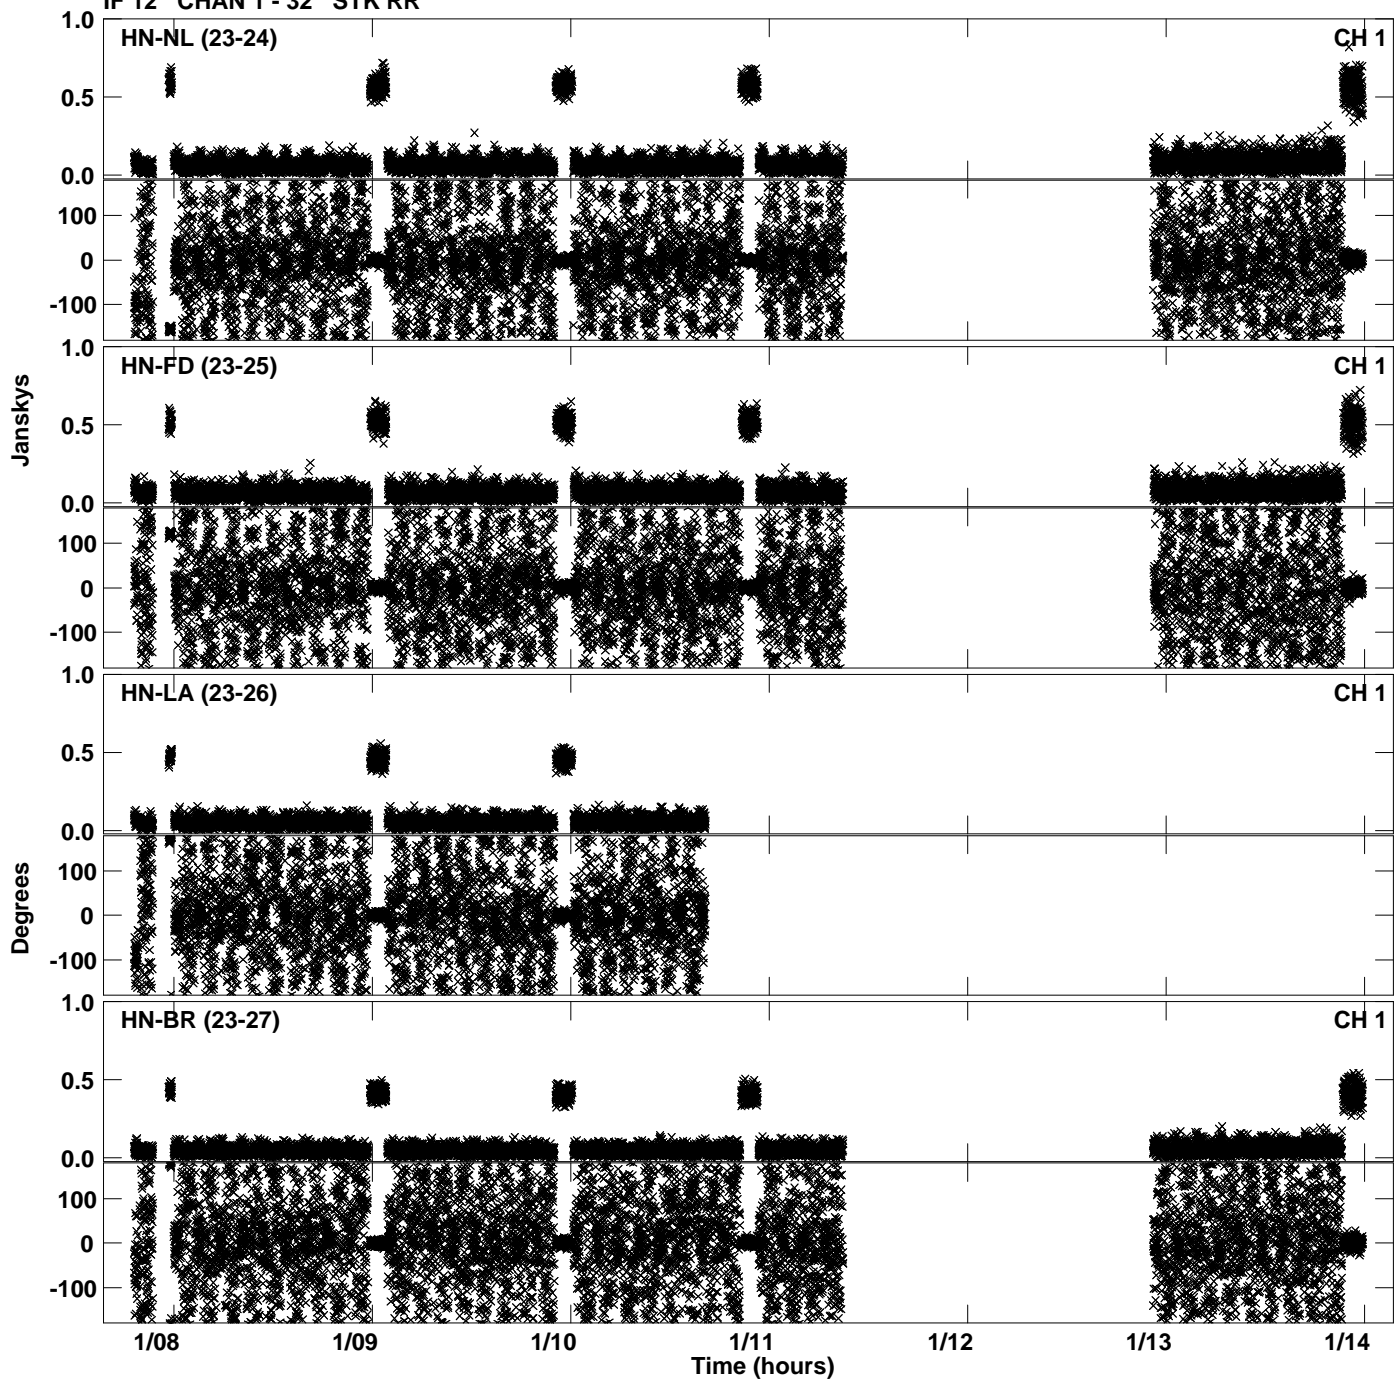 IF 12 CHAN 1 - 32 STK RR
1.0
HN-NL (23-24) CH 1
0.5
0.0
100
0
-100
1.0
HN-FD (23-25) CH 1
0.5
0.0
100
0
-100
Janskys
1.0
HN-LA (23-26) CH 1
0.5
0.0
100
0
-100
Degrees
1.0
HN-BR (23-27) CH 1
0.5
0.0
100
0
-100
1/08 1/09 1/10 1/11 1/12 1/13 1/14
Time (hours)